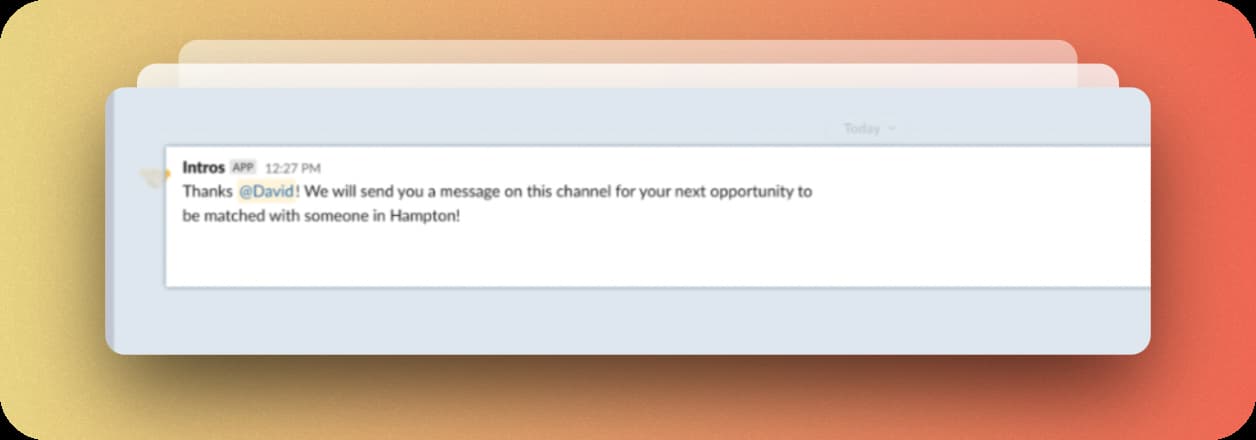 Today
Intros APP 12:27 PM
Thanks @David! We will send you a message on this channel for your next opportunity to
be matched with someone in Hampton!